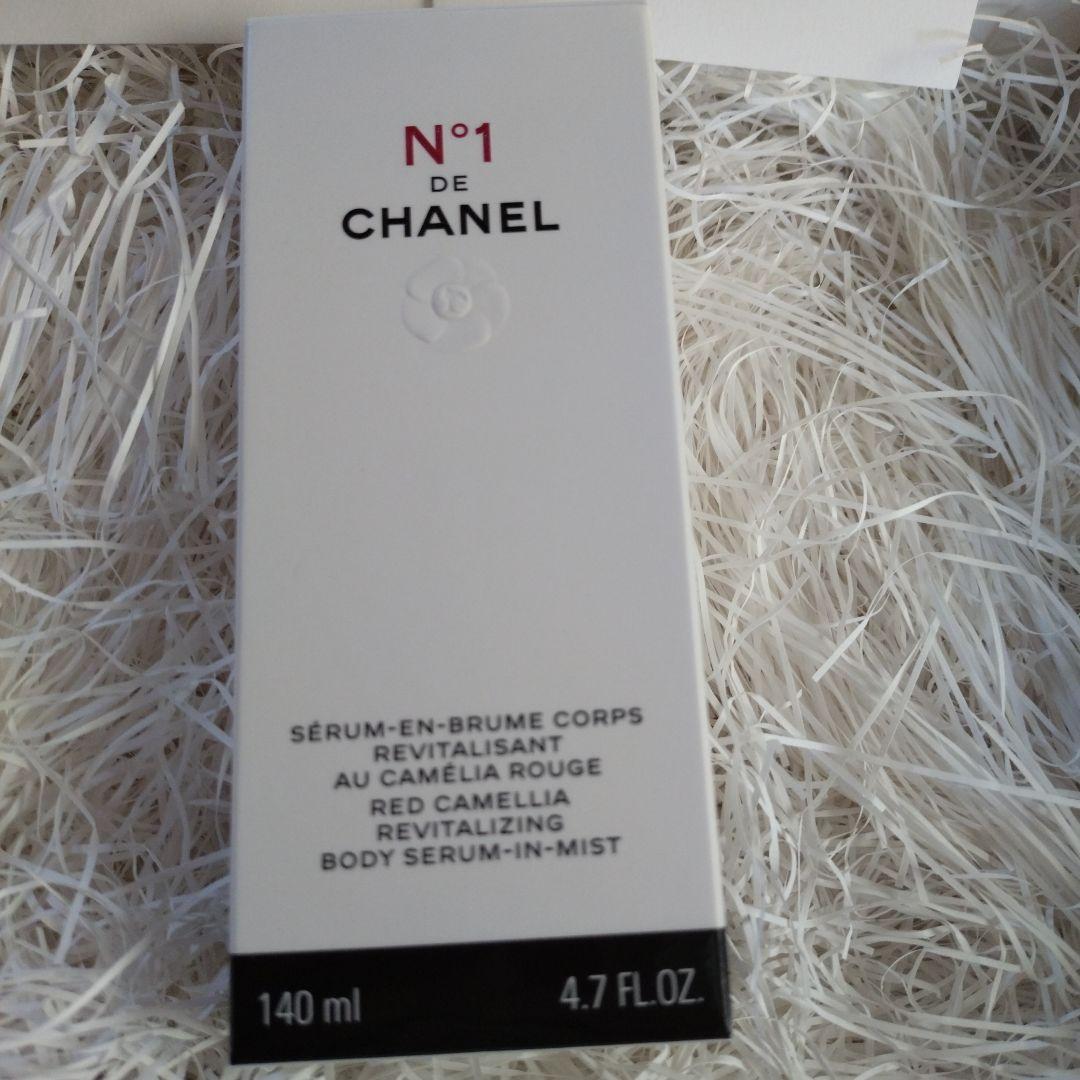 N°1
DE
CHANEL
SÉRUM-EN-BRUME CORPS
REVITALISANT
AU CAMÉLIA ROUGE
RED CAMELLIA
REVITALIZING
BODY SERUM-IN-MIST
140 ml 4.7 FL.OZ.